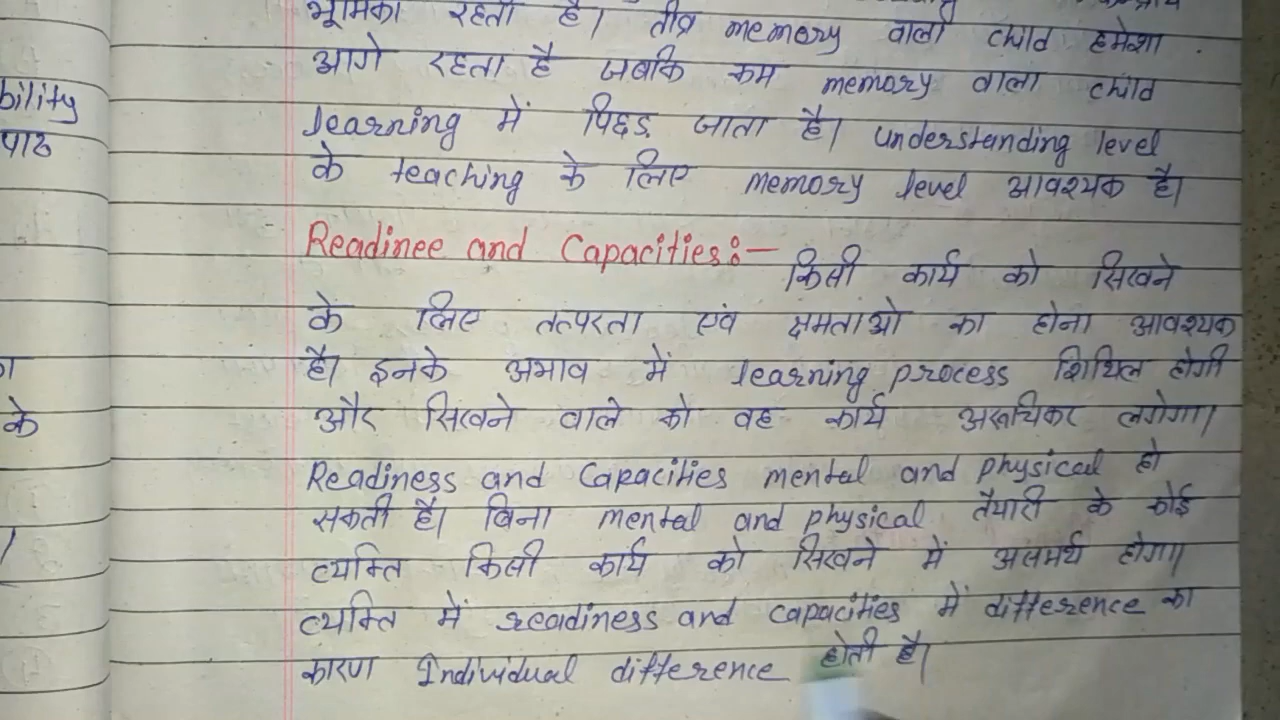 भूमिका रहती है। तीव्र memory वाला child हमेशा
आगे रहता है जबकि कम memory वाला child
learning में पिछड़ जाता है। understanding level
के teaching के लिए memory level आवश्यक है।
Readinee and Capacities:—
किसी कार्य को सिखने
के लिए तत्परता एवं क्षमताओ का होना आवश्यक
है। इनके अभाव में learning process शिथिल होगी
और सिखने वाले को वह कार्य अरूचिकर लगेगा।
Readiness and Capacities mental and physical हो
सकती है। बिना mental and physical तैयारी के कोई
व्यक्ति किसी कार्य को सिखने में असमर्थ होगा।
व्यक्ति में readiness and capacities में difference का
कारण Individual difference होती है।
bility
पाठ
के